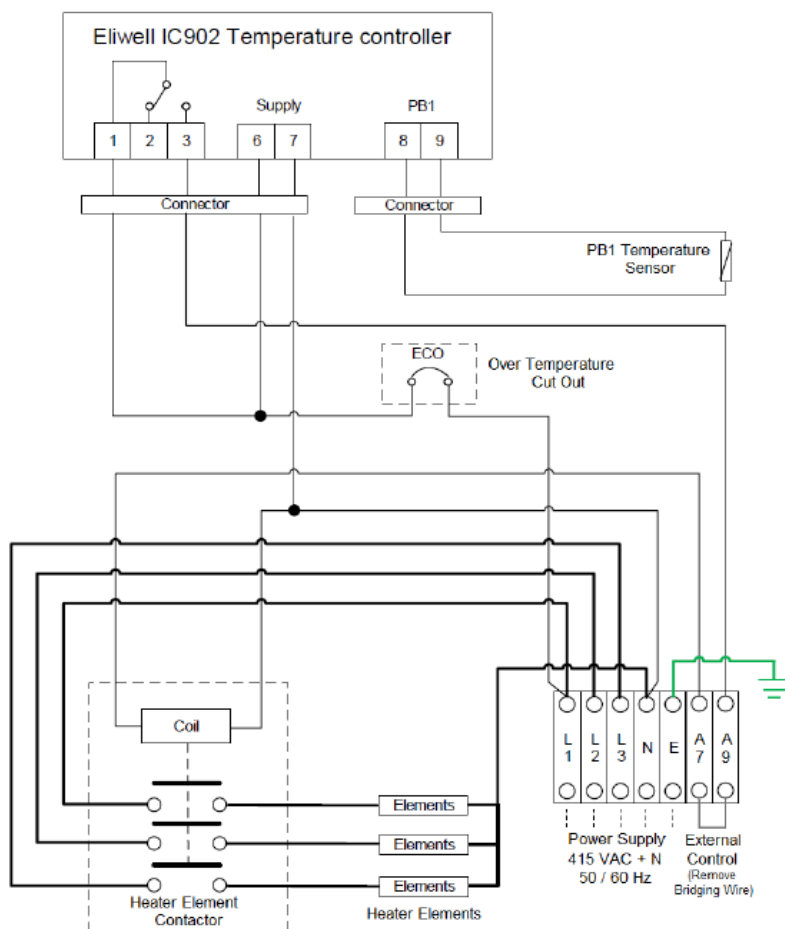 Eliwell IC902 Temperature controller
Supply
PB1
1
2
3
6
7
8
9
Connector
Connector
PB1 Temperature
Sensor
ECO
Over Temperature
Cut Out
Coil
L
1
L
2
L
3
N
E
A
7
A
9
Elements
Elements
Elements
Power Supply
415 VAC + N
50 / 60 Hz
External
Control
(Remove
Bridging Wire)
Heater Element
Contactor
Heater Elements